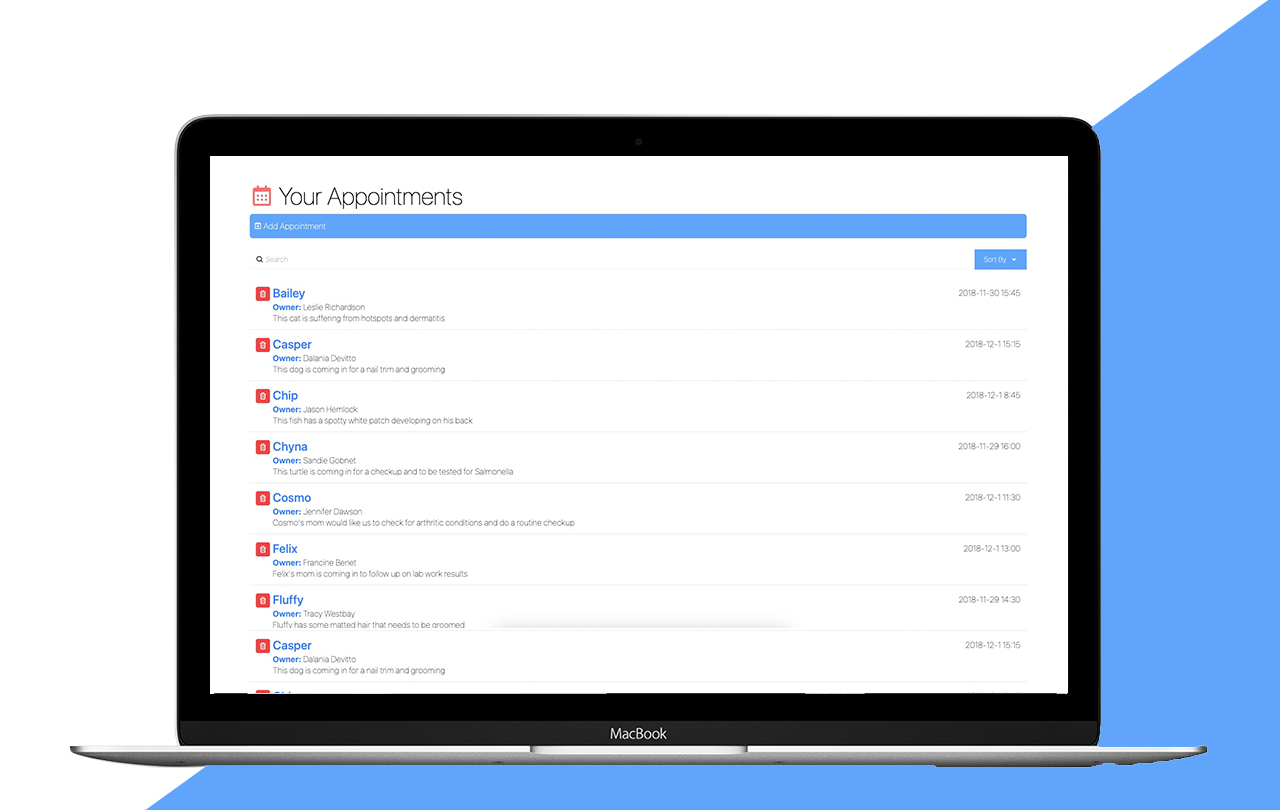 Your Appointments
Add Appointment
Search
Sort By
Bailey
2018-11-30 15:45
Owner: Leslie Richardson
This cat is suffering from hotspots and dermatitis
Casper
2018-12-1 15:15
Owner: Dalania Devitto
This dog is coming in for a nail trim and grooming
Chip
2018-12-1 8:45
Owner: Jason Hemlock
This fish has a spotty white patch developing on his back
Chyna
2018-11-29 16:00
Owner: Sandie Gobnet
This turtle is coming in for a checkup and to be tested for Salmonella
Cosmo
2018-12-1 11:30
Owner: Jennifer Dawson
Cosmo's mom would like us to check for arthritic conditions and do a routine checkup
Felix
2018-12-1 13:00
Owner: Francine Benet
Felix's mom is coming in to follow up on lab work results
Fluffy
2018-11-29 14:30
Owner: Tracy Westbay
Fluffy has some matted hair that needs to be groomed
Casper
2018-12-1 15:15
Owner: Dalania Devitto
This dog is coming in for a nail trim and grooming
MacBook